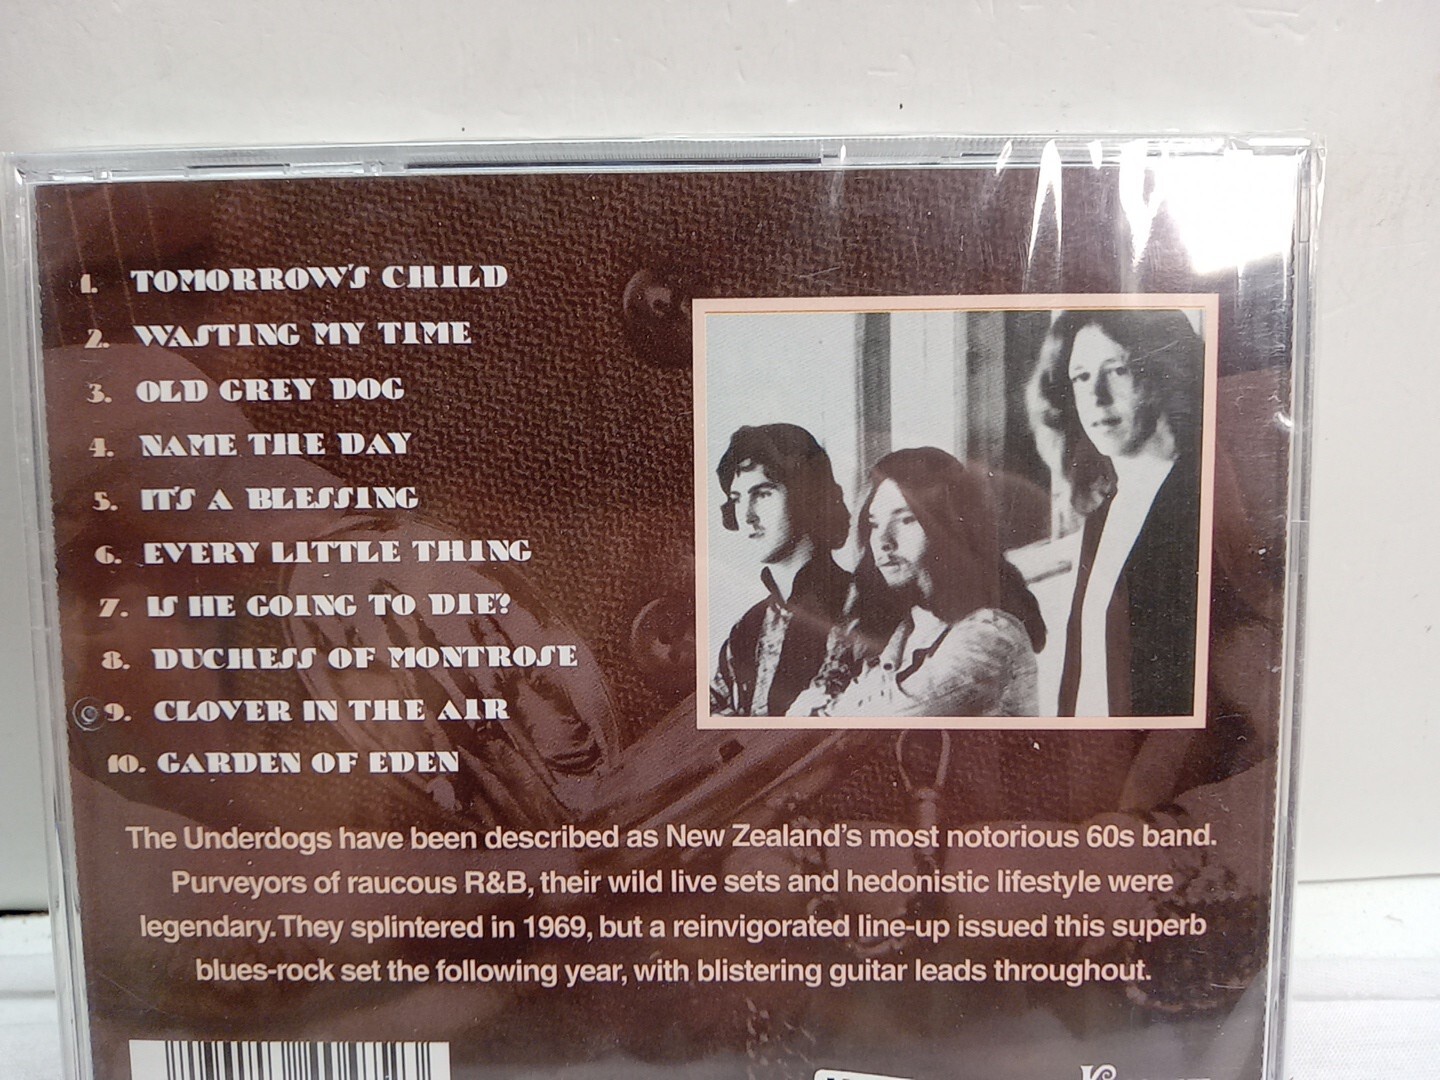 1. TOMORROW'S CHILD
2. WASTING MY TIME
3. OLD GREY DOG
4. NAME THE DAY
5. IT'S A BLESSING
6. EVERY LITTLE THING
7. IS HE GOING TO DIE?
8. DUCHESS OF MONTROSE
9. CLOVER IN THE AIR
10. GARDEN OF EDEN
The Underdogs have been described as New Zealand's most notorious 60s band.
Purveyors of raucous R&B, their wild live sets and hedonistic lifestyle were
legendary. They splintered in 1969, but a reinvigorated line-up issued this superb
blues-rock set the following year, with blistering guitar leads throughout.